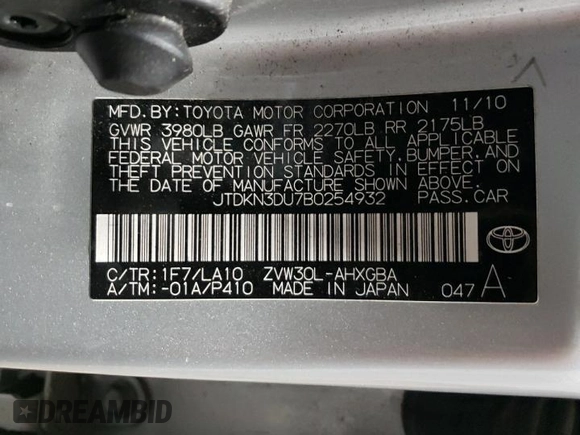 MFD. BY: TOYOTA MOTOR CORPORATION 11/10
GVWR 3980LB GAWR FR 2270LB RR 2175LB
THIS VEHICLE CONFORMS TO ALL APPLICABLE
FEDERAL MOTOR VEHICLE SAFETY, BUMPER, AND
THEFT PREVENTION STANDARDS IN EFFECT ON
THE DATE OF MANUFACTURE SHOWN ABOVE.
JTDKN3DU7B0254932 PASS. CAR
C/TR: 1F7/LA10 ZVW30L-AHXGBA
A/TM: -01A/P410 MADE IN JAPAN 047 A
DREAMBID